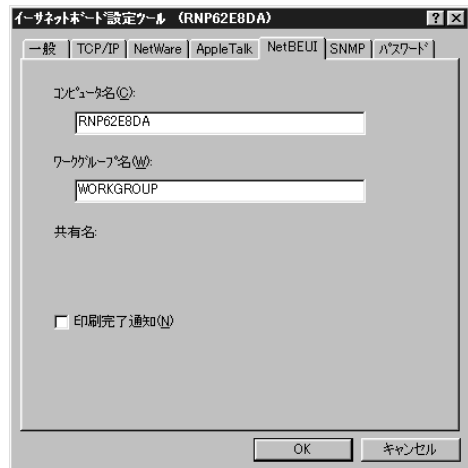 ｲｰｻﾈｯﾄﾎﾞｰﾄﾞ設定ﾂｰﾙ (RNP62E8DA)
一般 TCP/IP NetWare AppleTalk NetBEUI SNMP ﾊﾟｽﾜｰﾄﾞ
ｺﾝﾋﾟｭｰﾀ名(C):
RNP62E8DA
ﾜｰｸｸﾞﾙｰﾌﾟ名(W):
WORKGROUP
共有名:
印刷完了通知(N)
OK ｷｬﾝｾﾙ